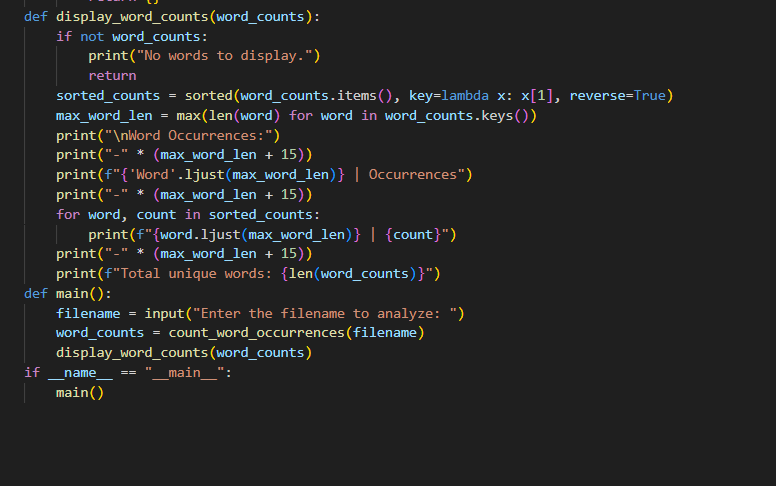 return {}
def display_word_counts(word_counts):
    if not word_counts:
        print("No words to display.")
        return
    sorted_counts = sorted(word_counts.items(), key=lambda x: x[1], reverse=True)
    max_word_len = max(len(word) for word in word_counts.keys())
    print("\nWord Occurrences:")
    print("-" * (max_word_len + 15))
    print(f"{'Word'.ljust(max_word_len)} | Occurrences")
    print("-" * (max_word_len + 15))
    for word, count in sorted_counts:
        print(f"{word.ljust(max_word_len)} | {count}")
    print("-" * (max_word_len + 15))
    print(f"Total unique words: {len(word_counts)}")
def main():
    filename = input("Enter the filename to analyze: ")
    word_counts = count_word_occurrences(filename)
    display_word_counts(word_counts)
if __name__ == "__main__":
    main()